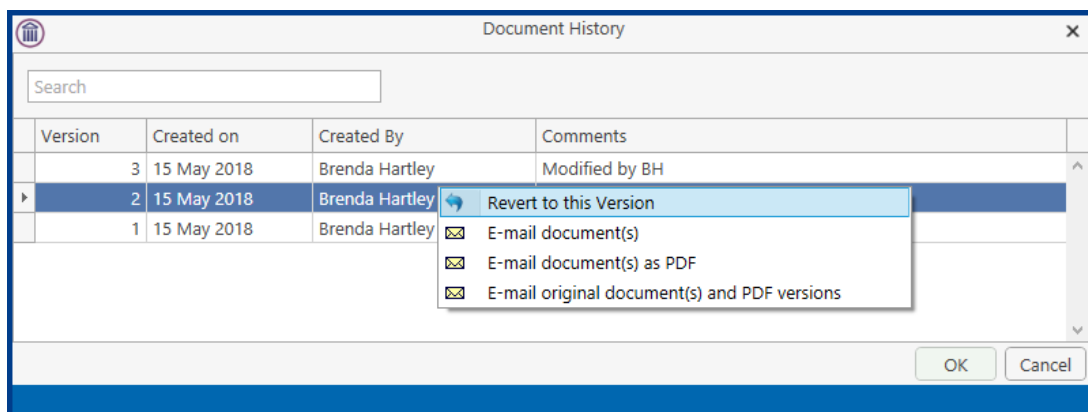 Document History
Search
Version Created on Created By Comments
3 15 May 2018 Brenda Hartley Modified by BH
2 15 May 2018 Brenda Hartley Revert to this Version
1 15 May 2018 Brenda Hartley E-mail document(s)
E-mail document(s) as PDF
E-mail original document(s) and PDF versions
OK Cancel